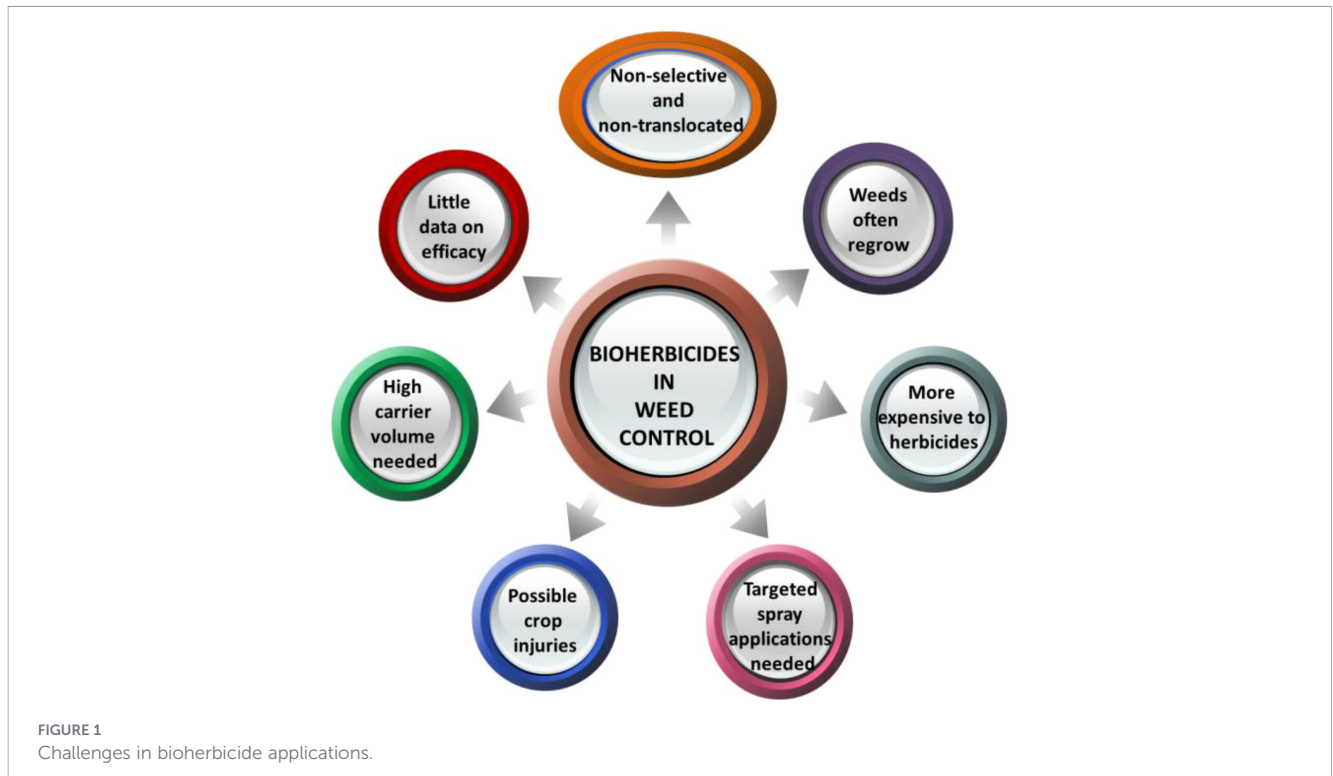 Non-selective
and
non-translocated
Weeds
often
regrow
More
expensive to
herbicides
Targeted
spray
applications
needed
Possible
crop
injuries
High
carrier
volume
needed
Little
data on
efficacy
BIOHERBICIDES
IN
WEED
CONTROL
FIGURE 1
Challenges in bioherbicide applications.